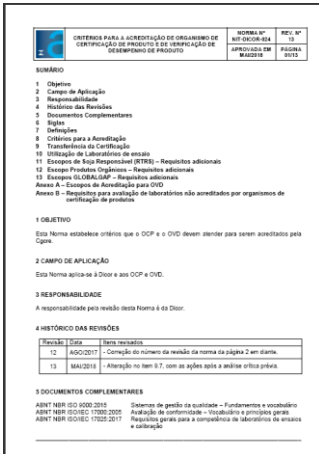 CRITÉRIOS PARA A ACREDITAÇÃO DE ORGANISMO DE
CERTIFICAÇÃO DE PRODUTO E DE VERIFICAÇÃO DE
DESEMPENHO DE PRODUTO
NORMA Nº
NIT-DICOR-024
REV. Nº
13
APROVADA EM
MAI/2018
PÁGINA
01/13
SUMÁRIO
1 Objetivo
2 Campo de Aplicação
3 Responsabilidade
4 Histórico das Revisões
5 Documentos Complementares
6 Siglas
7 Definições
8 Critérios para a Acreditação
9 Transferência da Certificação
10 Utilização de Laboratórios de ensaio
11 Escopos de Soja Responsável (RTRS) – Requisitos adicionais
12 Escopo Produtos Orgânicos – Requisitos adicionais
13 Escopos GLOBALGAP – Requisitos adicionais
Anexo A – Escopos de Acreditação para OVD
Anexo B – Requisitos para avaliação de laboratórios não acreditados por organismos de
certificação de produtos
1 OBJETIVO
Esta Norma estabelece critérios que o OCP e o OVD devem atender para serem acreditados pela
Cgcre.
2 CAMPO DE APLICAÇÃO
Esta Norma aplica-se à Dicor e aos OCP e OVD.
3 RESPONSABILIDADE
A responsabilidade pela revisão desta Norma é da Dicor.
4 HISTÓRICO DAS REVISÕES
Revisão Data Itens revisados
12 AGO/2017 - Correção do número da revisão da norma da página 2 em diante.
13 MAI/2018 - Alteração no item 9.7, com as ações após a análise crítica prévia.
5 DOCUMENTOS COMPLEMENTARES
ABNT NBR ISO 9000:2015 Sistemas de gestão da qualidade – Fundamentos e vocabulário
ABNT NBR ISO/IEC 17000:2005 Avaliação de conformidade – Vocabulário e princípios gerais
ABNT NBR ISO/IEC 17025:2017 Requisitos gerais para a competência de laboratórios de ensaio
e calibração